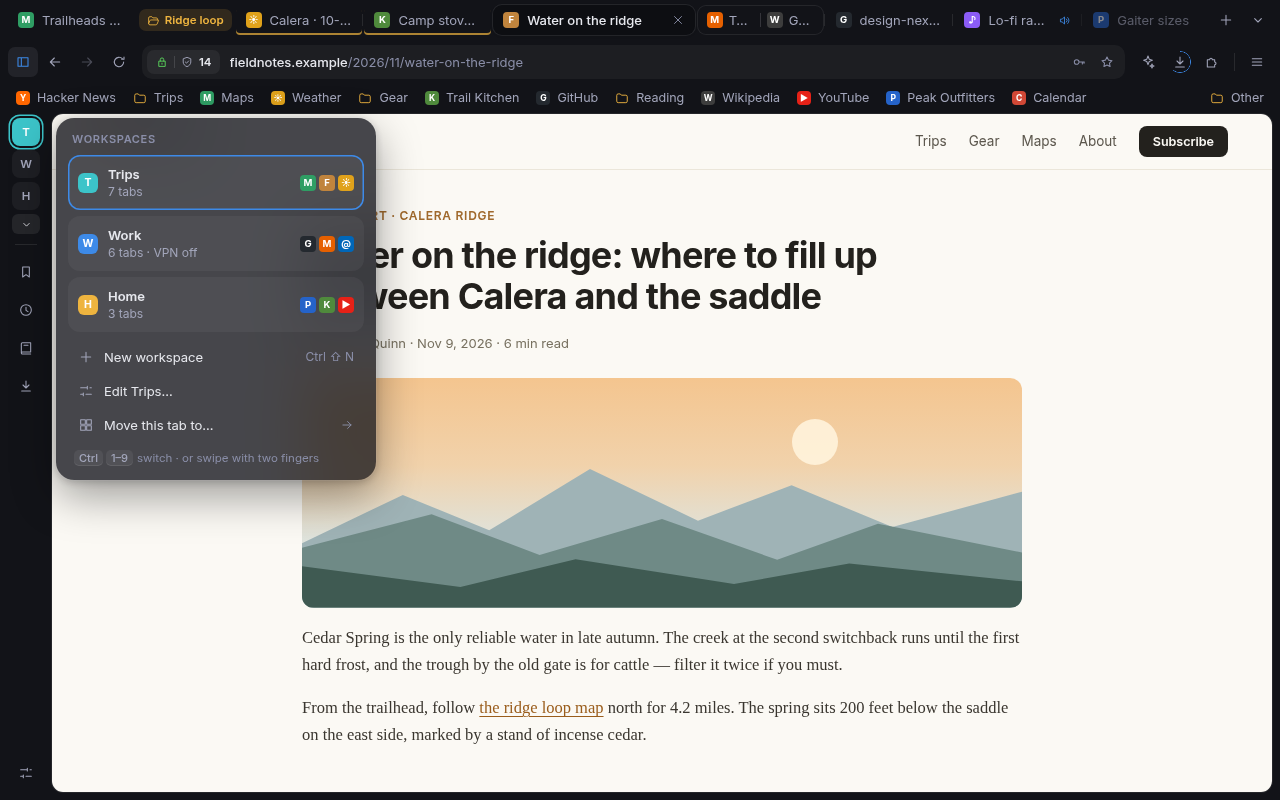 M Trailheads ...
Ridge loop
Calera · 10-...
K Camp stov...
F Water on the ridge
M T...
W G...
G design-nex...
Lo-fi ra...
P Gaiter sizes
14
fieldnotes.example/2026/11/water-on-the-ridge
Y Hacker News
Trips
M Maps
Weather
Gear
K Trail Kitchen
G GitHub
Reading
W Wikipedia
YouTube
P Peak Outfitters
C Calendar
Other
T
W
H
WORKSPACES
T Trips
7 tabs
M F
W Work
6 tabs · VPN off
G M @
H Home
3 tabs
P K
New workspace Ctrl ⇧ N
Edit Trips...
Move this tab to...
Ctrl 1–9 switch · or swipe with two fingers
Trips Gear Maps About Subscribe
· CALERA RIDGE
on the ridge: where to fill up
Calera and the saddle
Quinn · Nov 9, 2026 · 6 min read
Cedar Spring is the only reliable water in late autumn. The creek at the second switchback runs until the first
hard frost, and the trough by the old gate is for cattle — filter it twice if you must.
From the trailhead, follow the ridge loop map north for 4.2 miles. The spring sits 200 feet below the saddle
on the east side, marked by a stand of incense cedar.